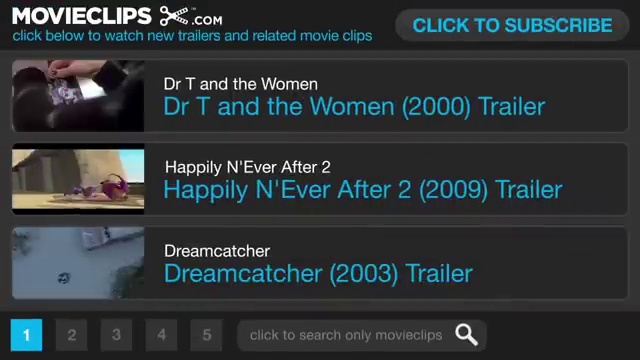 MOVIECLIPS .COM
click below to watch new trailers and related movie clips
CLICK TO SUBSCRIBE
Dr T and the Women
Dr T and the Women (2000) Trailer
Happily N'Ever After 2
Happily N'Ever After 2 (2009) Trailer
Dreamcatcher
Dreamcatcher (2003) Trailer
1 2 3 4 5 click to search only movieclips